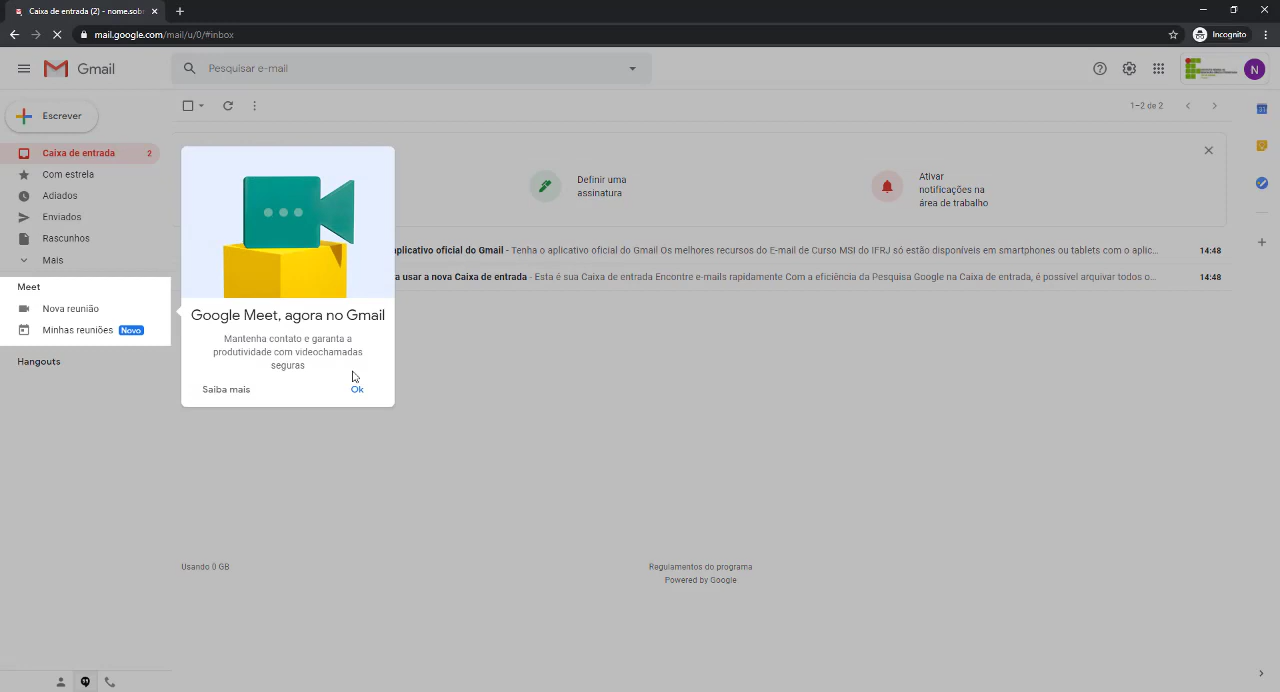 Caixa de entrada (2) - nome.sob
mail.google.com/mail/u/0/#inbox
Incognito
Gmail
Pesquisar e-mail
N
Escrever
1–2 de 2
Caixa de entrada 2
Com estrela
Adiados
Enviados
Rascunhos
Mais
Meet
Nova reunião
Minhas reuniões Novo
Hangouts
Definir uma
assinatura
Ativar
notificações na
área de trabalho
aplicativo oficial do Gmail - Tenha o aplicativo oficial do Gmail Os melhores recursos do E-mail de Curso MSI do IFRJ só estão disponíveis em smartphones ou tablets com o aplic... 14:48
a usar a nova Caixa de entrada - Esta é sua Caixa de entrada Encontre e-mails rapidamente Com a eficiência da Pesquisa Google na Caixa de entrada, é possível arquivar todos o... 14:48
Google Meet, agora no Gmail
Mantenha contato e garanta a
produtividade com videochamadas
seguras
Saiba mais Ok
Usando 0 GB
Regulamentos do programa
Powered by Google